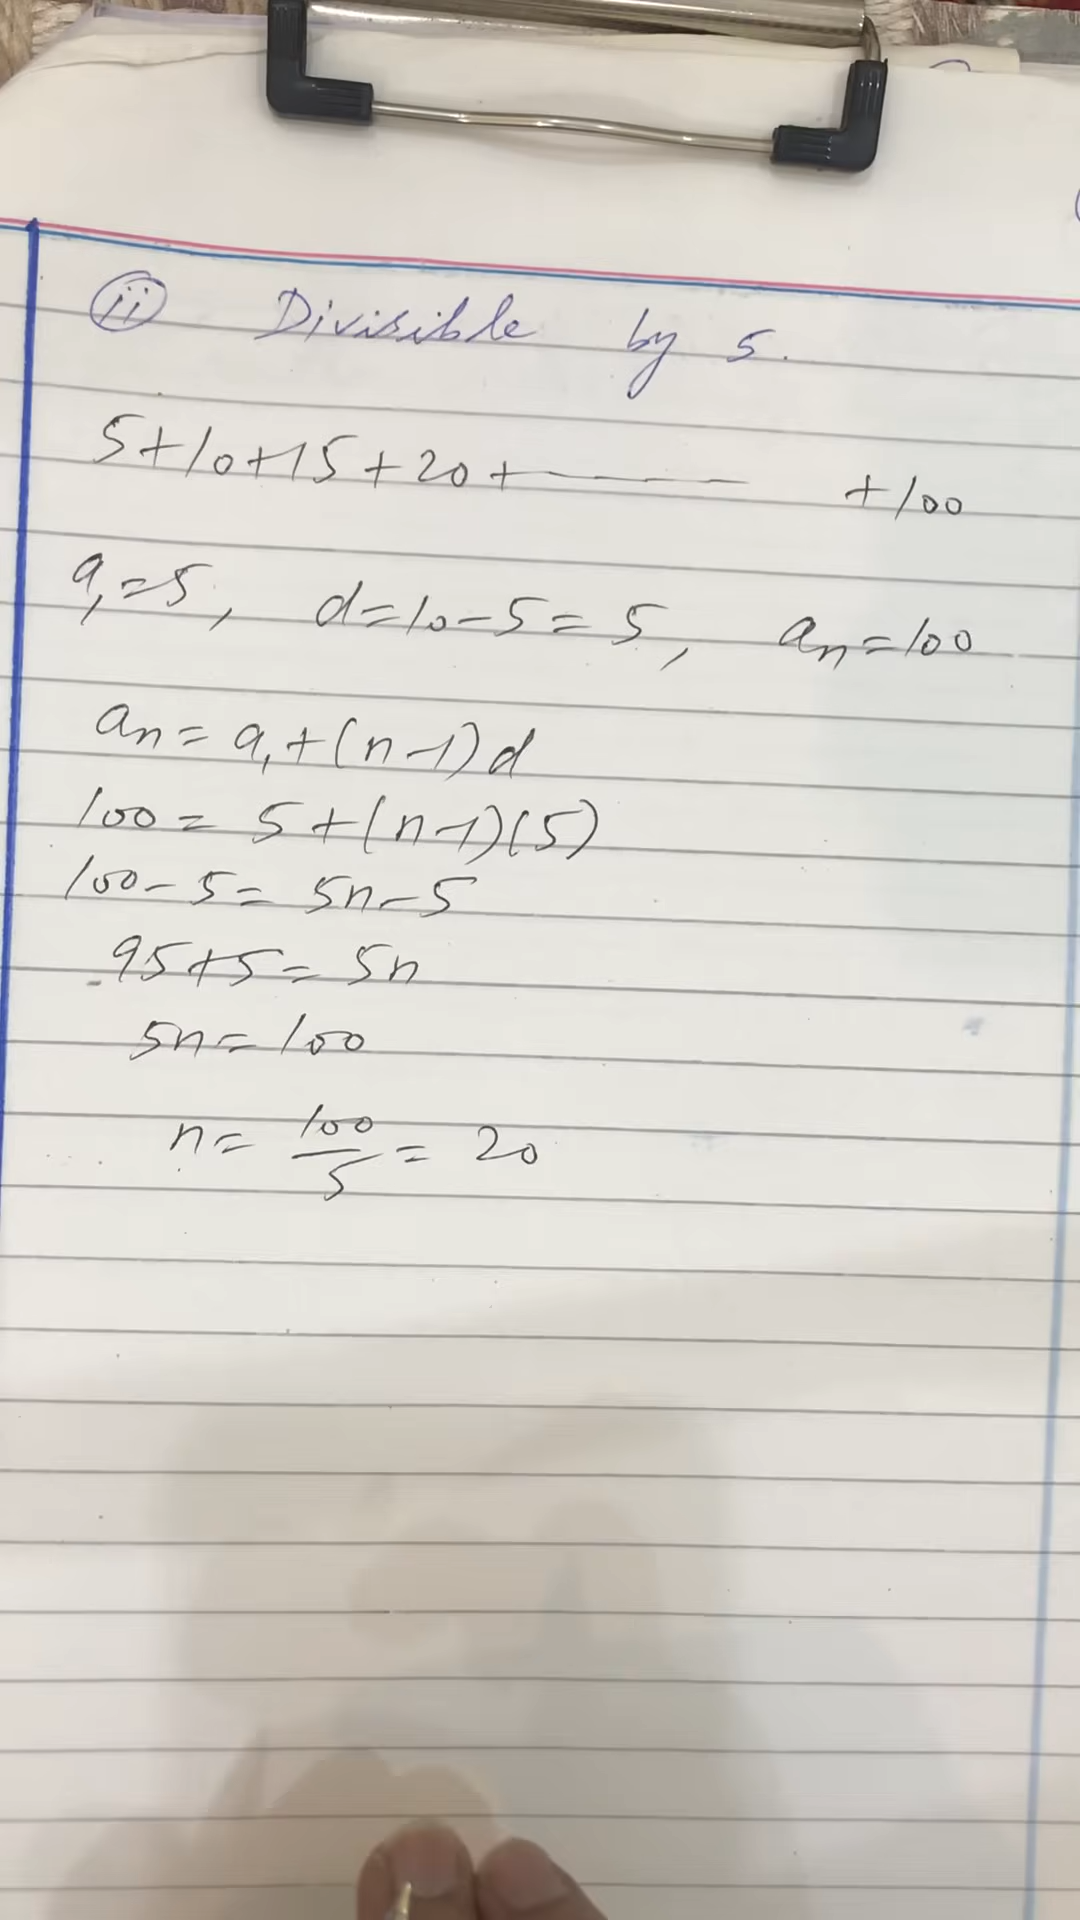 (ii) Divisible by 5.
5+10+15+20+------ +100
a₁=5, d=10-5=5, aₙ=100
aₙ=a₁+(n-1)d
100=5+(n-1)(5)
100-5=5n-5
95+5=5n
5n=100
n=100/5=20